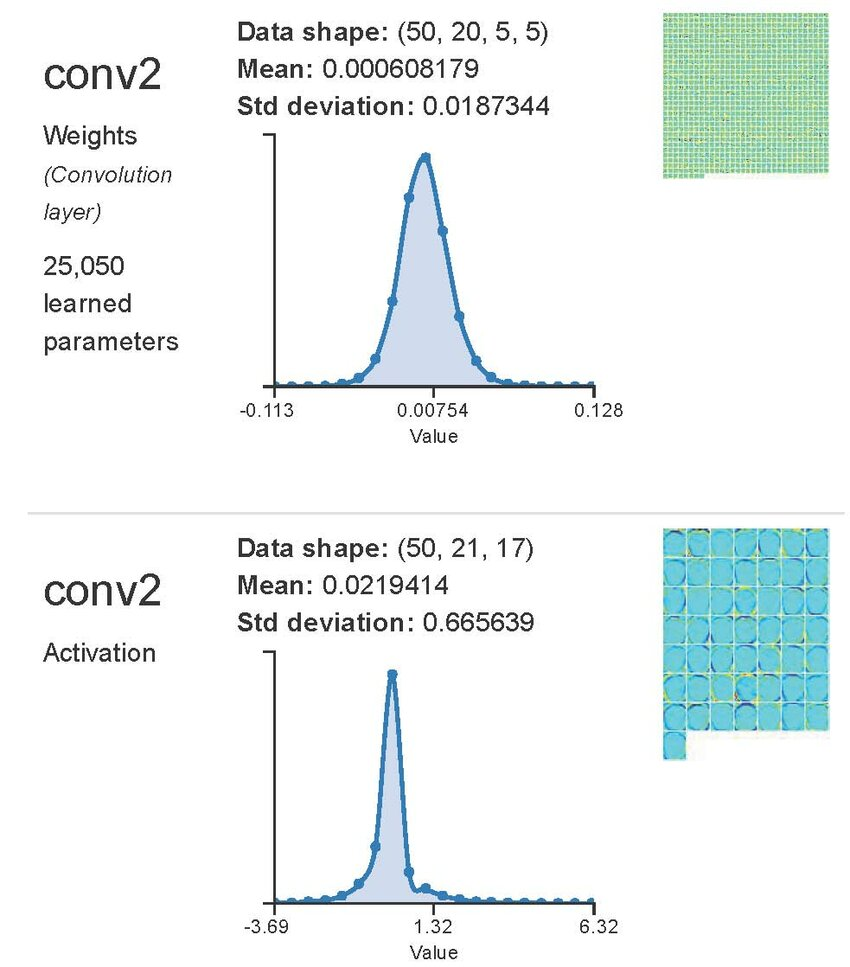 conv2
Weights
(Convolution
layer)
25,050
learned
parameters
Data shape: (50, 20, 5, 5)
Mean: 0.000608179
Std deviation: 0.0187344
-0.113 0.00754 0.128
Value
conv2
Activation
Data shape: (50, 21, 17)
Mean: 0.0219414
Std deviation: 0.665639
-3.69 1.32 6.32
Value